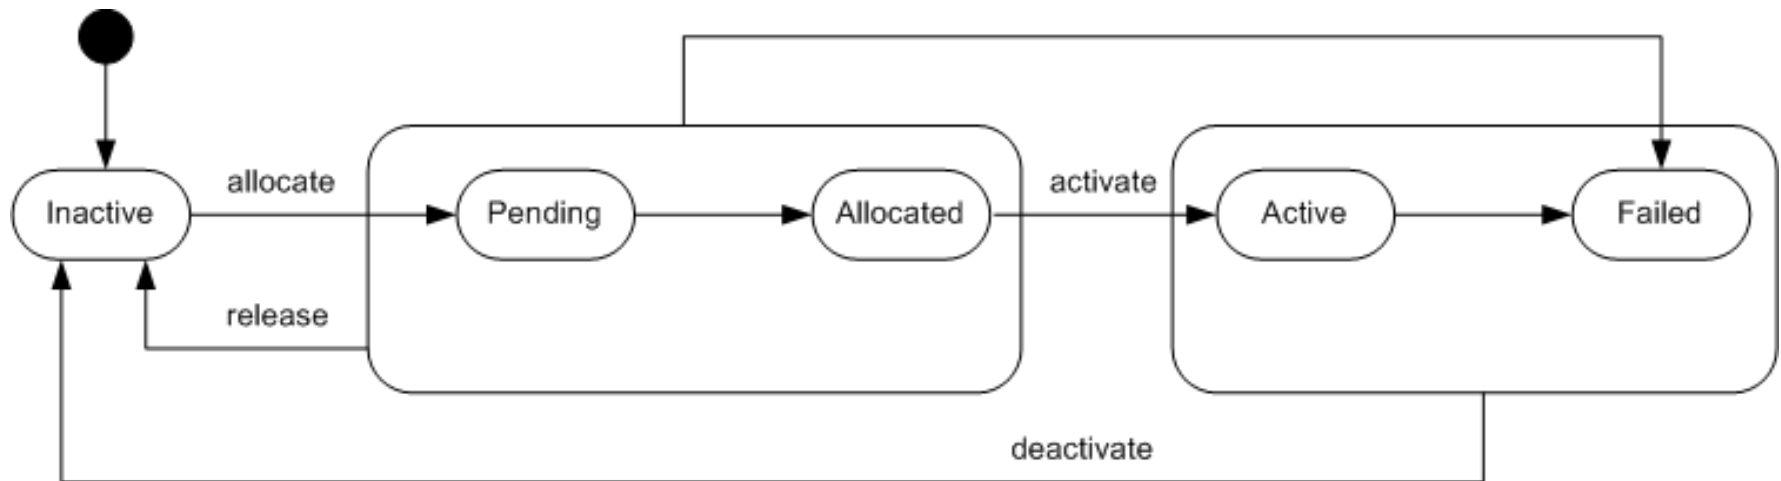 allocate
activate
Inactive
Pending
Allocated
Active
Failed
release
deactivate